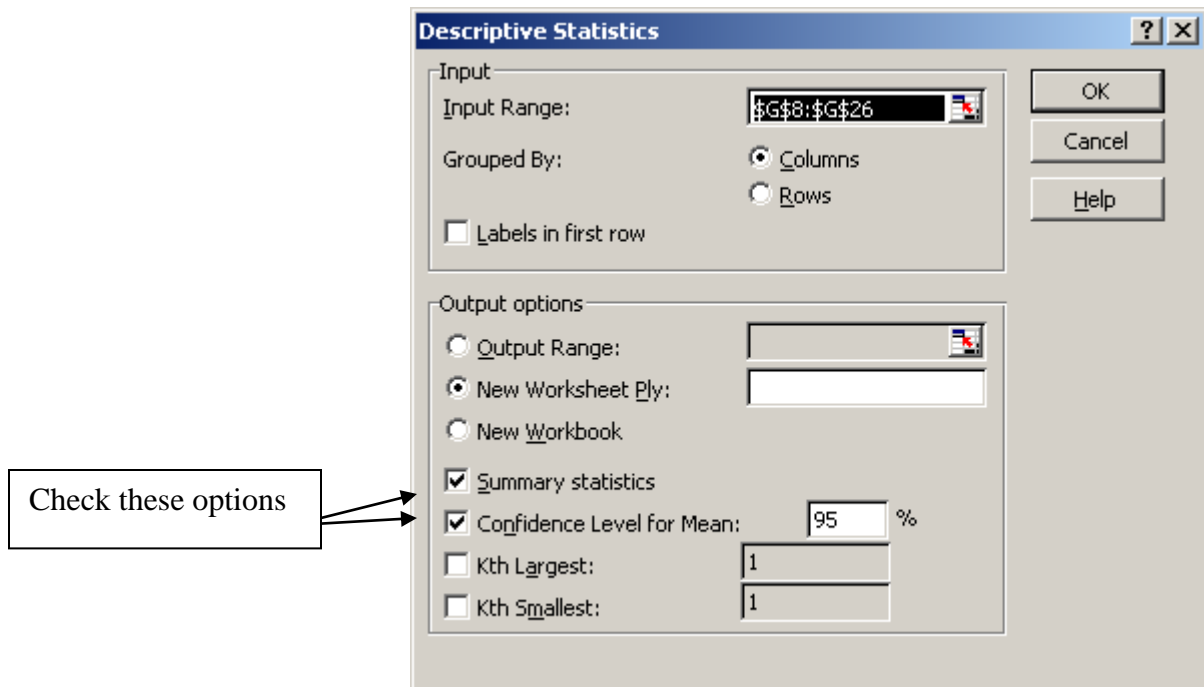 Descriptive Statistics
Input
Input Range: $G$8:$G$26
Grouped By: Columns
Rows
Labels in first row
OK
Cancel
Help
Output options
Output Range:
New Worksheet Ply:
New Workbook
Summary statistics
Confidence Level for Mean: 95 %
Kth Largest: 1
Kth Smallest: 1
Check these options